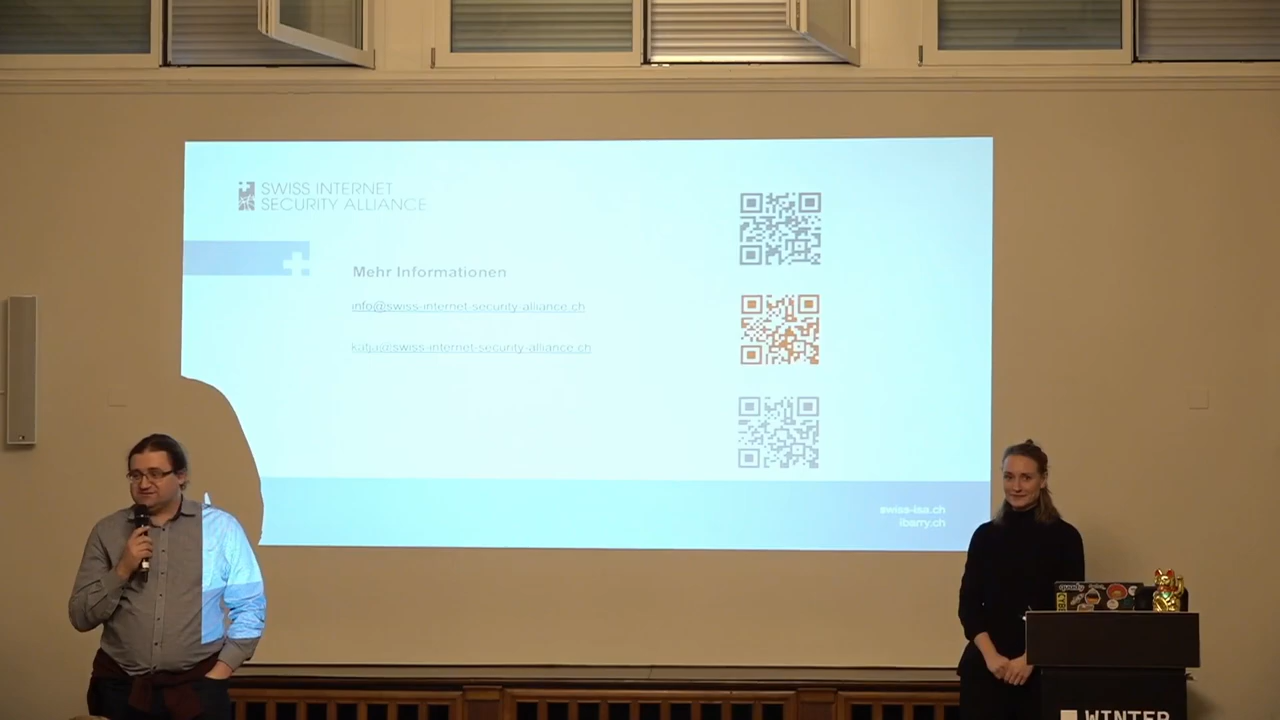 SWISS INTERNET
SECURITY ALLIANCE
Mehr Informationen
info@swiss-internet-security-alliance.ch
katja@swiss-internet-security-alliance.ch
swiss-isa.ch
ibarry.ch
WINTER